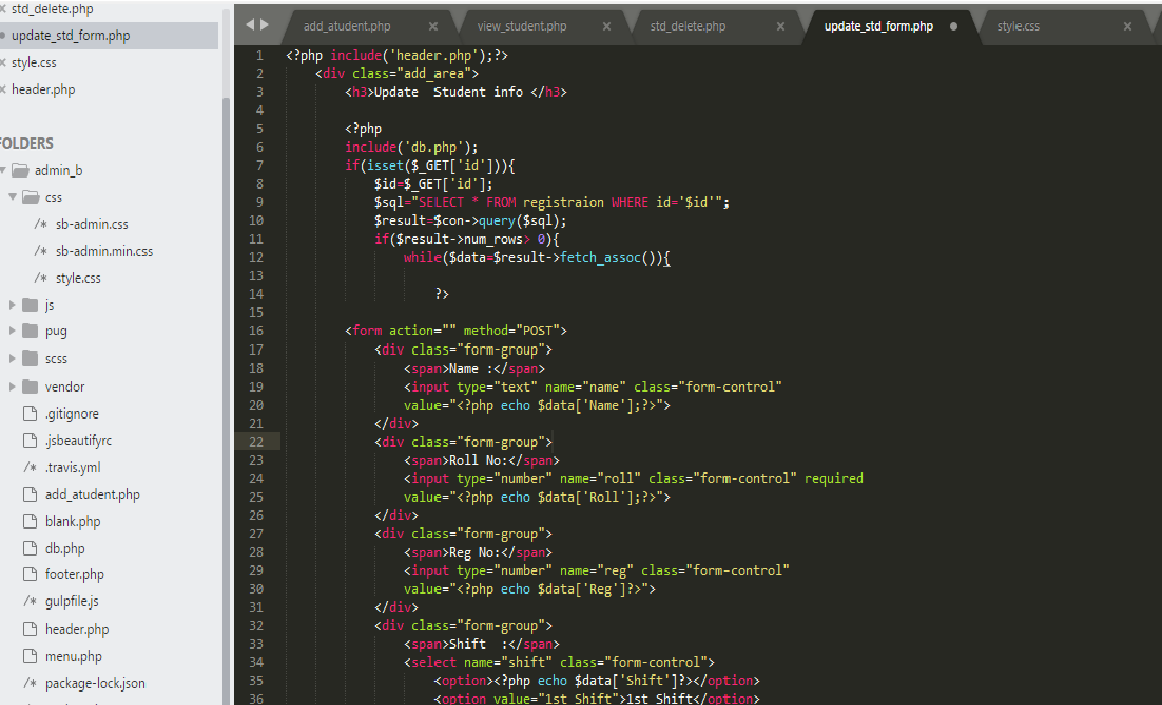 std_delete.php
update_std_form.php
style.css
header.php
FOLDERS
admin_b
css
/* sb-admin.css
/* sb-admin.min.css
/* style.css
js
pug
scss
vendor
.gitignore
.jsbeautifyrc
/* .travis.yml
add_atudent.php
blank.php
db.php
footer.php
/* gulpfile.js
header.php
menu.php
/* package-lock.json
add_atudent.php × view_student.php × std_delete.php × update_std_form.php style.css ×
1 <?php include('header.php');?>
2 <div class="add_area">
3 <h3>Update  Student info </h3>
4
5 <?php
6 include('db.php');
7 if(isset($_GET['id'])){
8 $id=$_GET['id'];
9 $sql="SELECT * FROM registraion WHERE id='$id'";
10 $result=$con->query($sql);
11 if($result->num_rows> 0){
12 while($data=$result->fetch_assoc()){
13
14 ?>
15
16 <form action="" method="POST">
17 <div class="form-group">
18 <span>Name :</span>
19 <input type="text" name="name" class="form-control"
20 value="<?php echo $data['Name'];?>">
21 </div>
22 <div class="form-group">
23 <span>Roll No:</span>
24 <input type="number" name="roll" class="form-control" required
25 value="<?php echo $data['Roll'];?>">
26 </div>
27 <div class="form-group">
28 <span>Reg No:</span>
29 <input type="number" name="reg" class="form-control"
30 value="<?php echo $data['Reg']?>">
31 </div>
32 <div class="form-group">
33 <span>Shift  :</span>
34 <select name="shift" class="form-control">
35 <option><?php echo $data['Shift']?></option>
36 <option value="1st Shift">1st Shift</option>